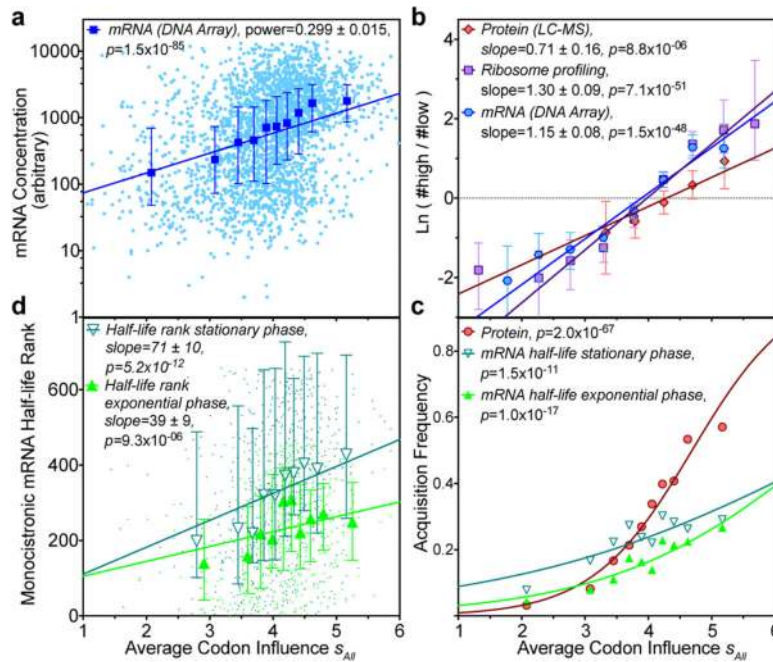 a
mRNA (DNA Array), power=0.299 ± 0.015,
p=1.5x10⁻⁸⁵
10000
1000
100
10
1
mRNA Concentration
(arbitrary)
b
Protein (LC-MS),
slope=0.71 ± 0.16, p=8.8x10⁻⁰⁶
Ribosome profiling,
slope=1.30 ± 0.09, p=7.1x10⁻⁵¹
mRNA (DNA Array)
slope=1.15 ± 0.08, p=1.5x10⁻⁴⁸
4
2
0
-2
Ln ( #high / #low )
d
Half-life rank stationary phase,
slope=71 ± 10,
p=5.2x10⁻¹²
Half-life rank
exponential phase,
slope=39 ± 9,
p=9.3x10⁻⁰⁶
800
600
400
200
0
Monocistronic mRNA Half-life Rank
1 2 3 4 5 6
Average Codon Influence sAll
c
Protein, p=2.0x10⁻⁶⁷
mRNA half-life stationary phase,
p=1.5x10⁻¹¹
mRNA half-life exponential phase,
p=1.0x10⁻¹⁷
0.8
0.6
0.4
0.2
Acquisition Frequency
1 2 3 4 5 6
Average Codon Influence sAll